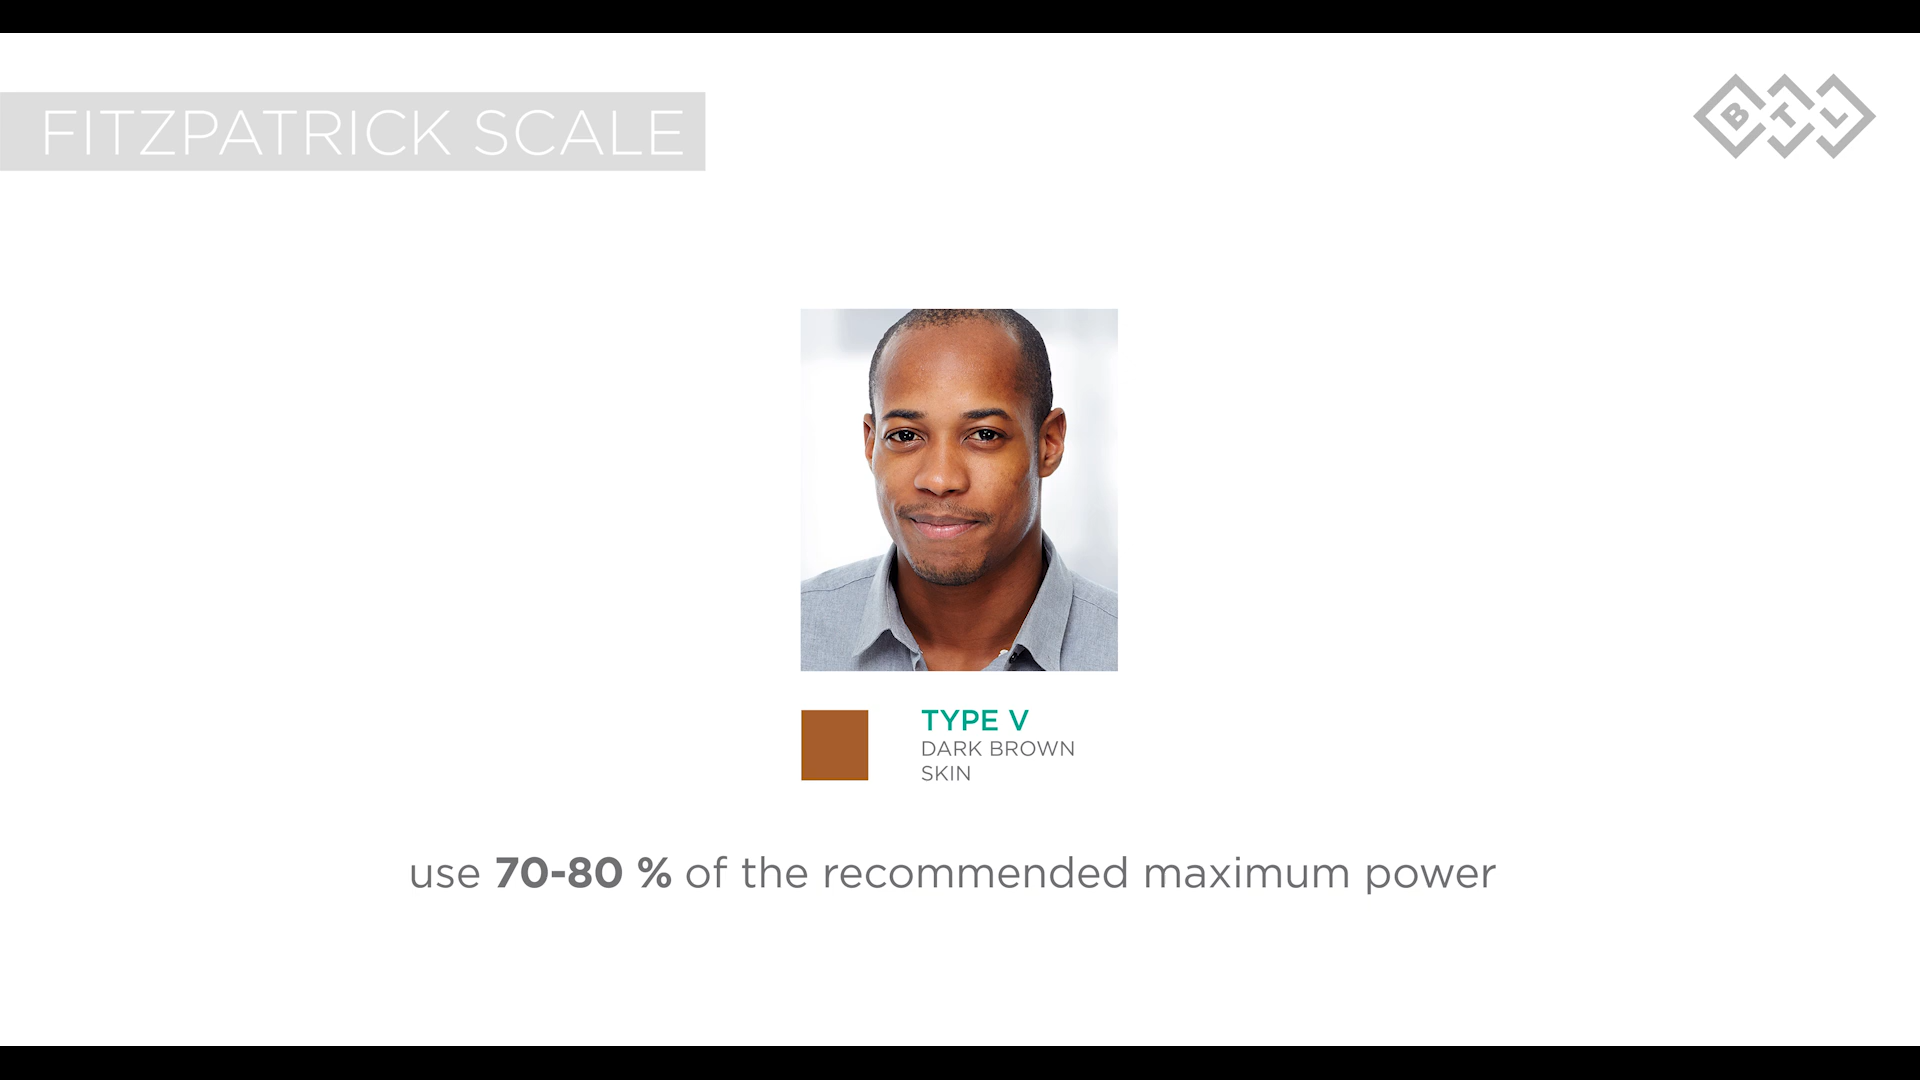 FITZPATRICK SCALE
BTL
TYPE V
DARK BROWN
SKIN
use 70-80 % of the recommended maximum power